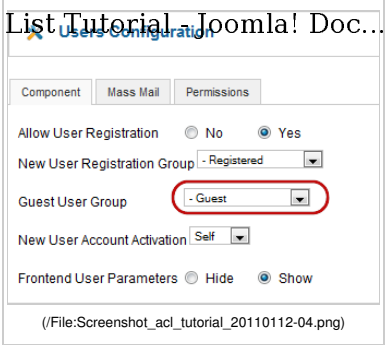 List Tutorial - Joomla! Doc...
Users Configuration
Component Mass Mail Permissions
Allow User Registration No Yes
New User Registration Group - Registered
Guest User Group - Guest
New User Account Activation Self
Frontend User Parameters Hide Show
(/File:Screenshot_acl_tutorial_20110112-04.png)